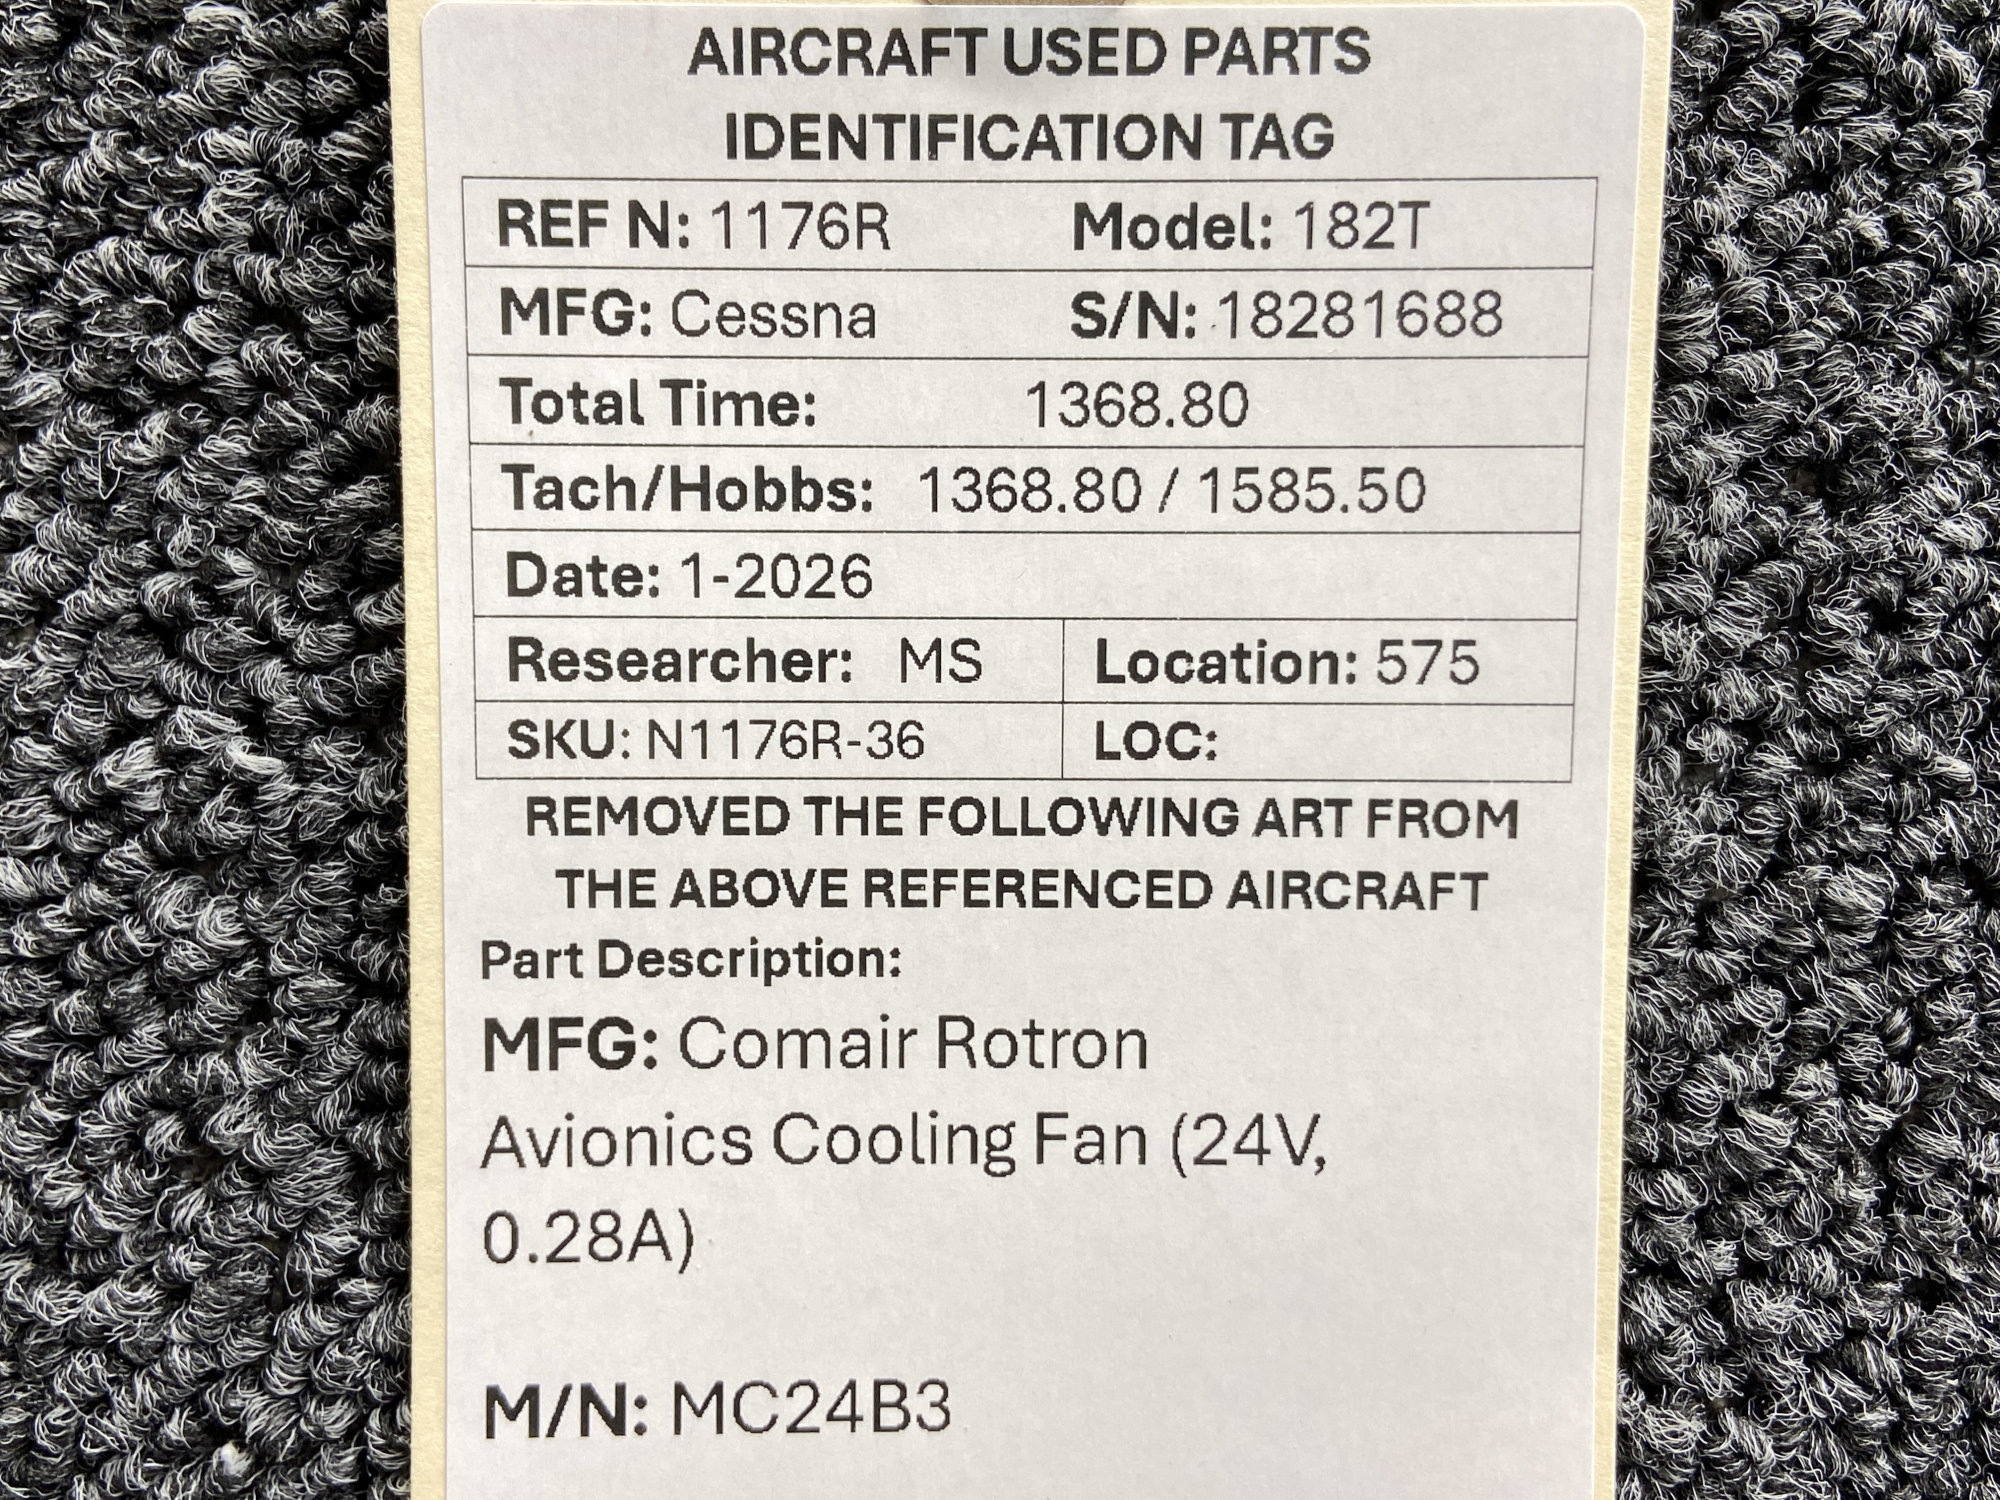 AIRCRAFT USED PARTS
IDENTIFICATION TAG
REF N: 1176R Model: 182T
MFG: Cessna S/N: 18281688
Total Time: 1368.80
Tach/Hobbs: 1368.80 / 1585.50
Date: 1-2026
Researcher: MS Location: 575
SKU: N1176R-36 LOC:
REMOVED THE FOLLOWING ART FROM
THE ABOVE REFERENCED AIRCRAFT
Part Description:
MFG: Comair Rotron
Avionics Cooling Fan (24V,
0.28A)
M/N: MC24B3